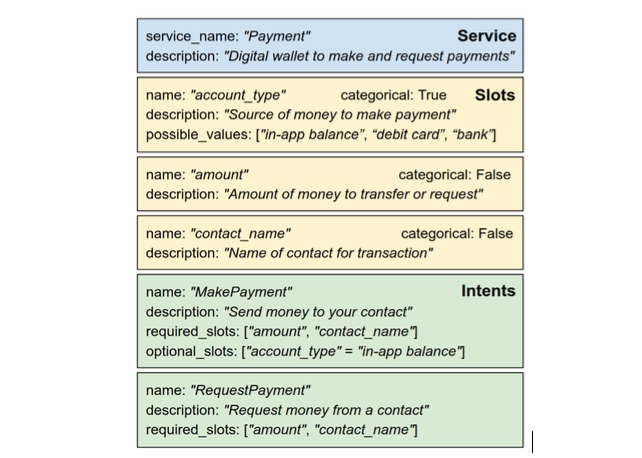 service_name: "Payment" Service
description: "Digital wallet to make and request payments"
name: "account_type" categorical: True Slots
description: "Source of money to make payment"
possible_values: ["in-app balance”, “debit card”, “bank”]
name: "amount" categorical: False
description: "Amount of money to transfer or request"
name: "contact_name" categorical: False
description: "Name of contact for transaction"
name: "MakePayment" Intents
description: "Send money to your contact"
required_slots: ["amount", "contact_name"]
optional_slots: ["account_type" = "in-app balance"]
name: "RequestPayment"
description: "Request money from a contact"
required_slots: ["amount", "contact_name"]